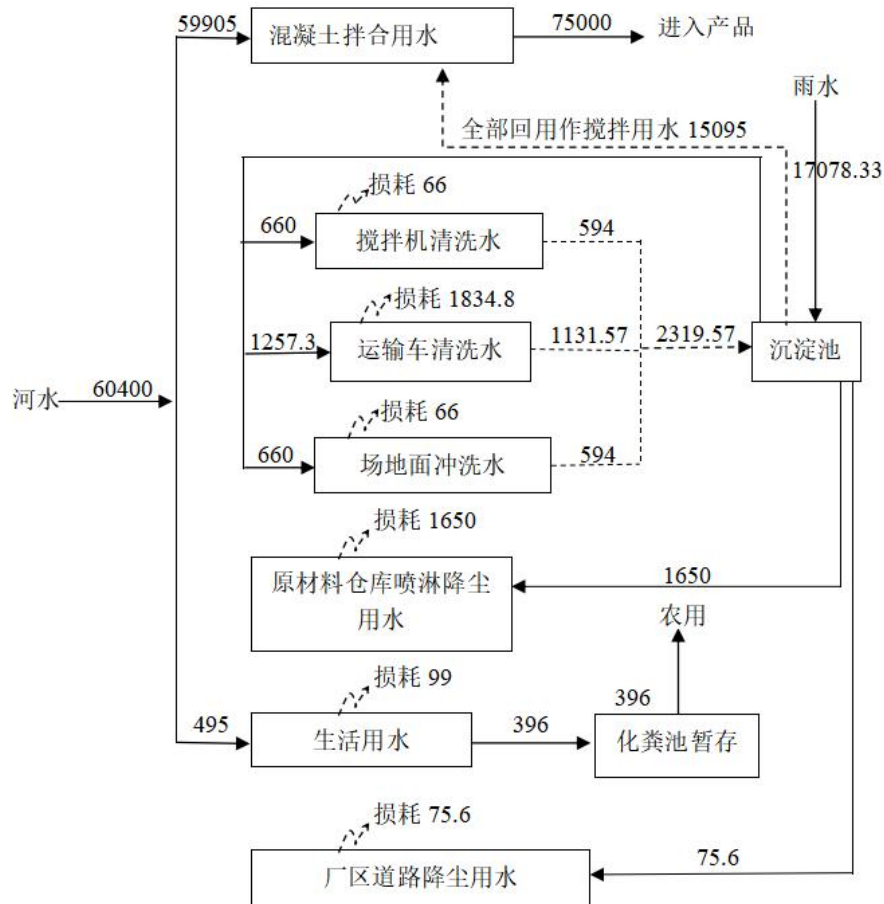 59905
混凝土拌合用水
75000
进入产品
雨水
全部回用作搅拌用水 15095
17078.33
损耗 66
660
搅拌机清洗水
594
损耗 1834.8
1257.3
运输车清洗水
1131.57
2319.57
沉淀池
河水
60400
损耗 66
660
场地面冲洗水
594
损耗 1650
原材料仓库喷淋降尘
用水
1650
农用
损耗 99
495
生活用水
396
396
化粪池暂存
损耗 75.6
厂区道路降尘用水
75.6